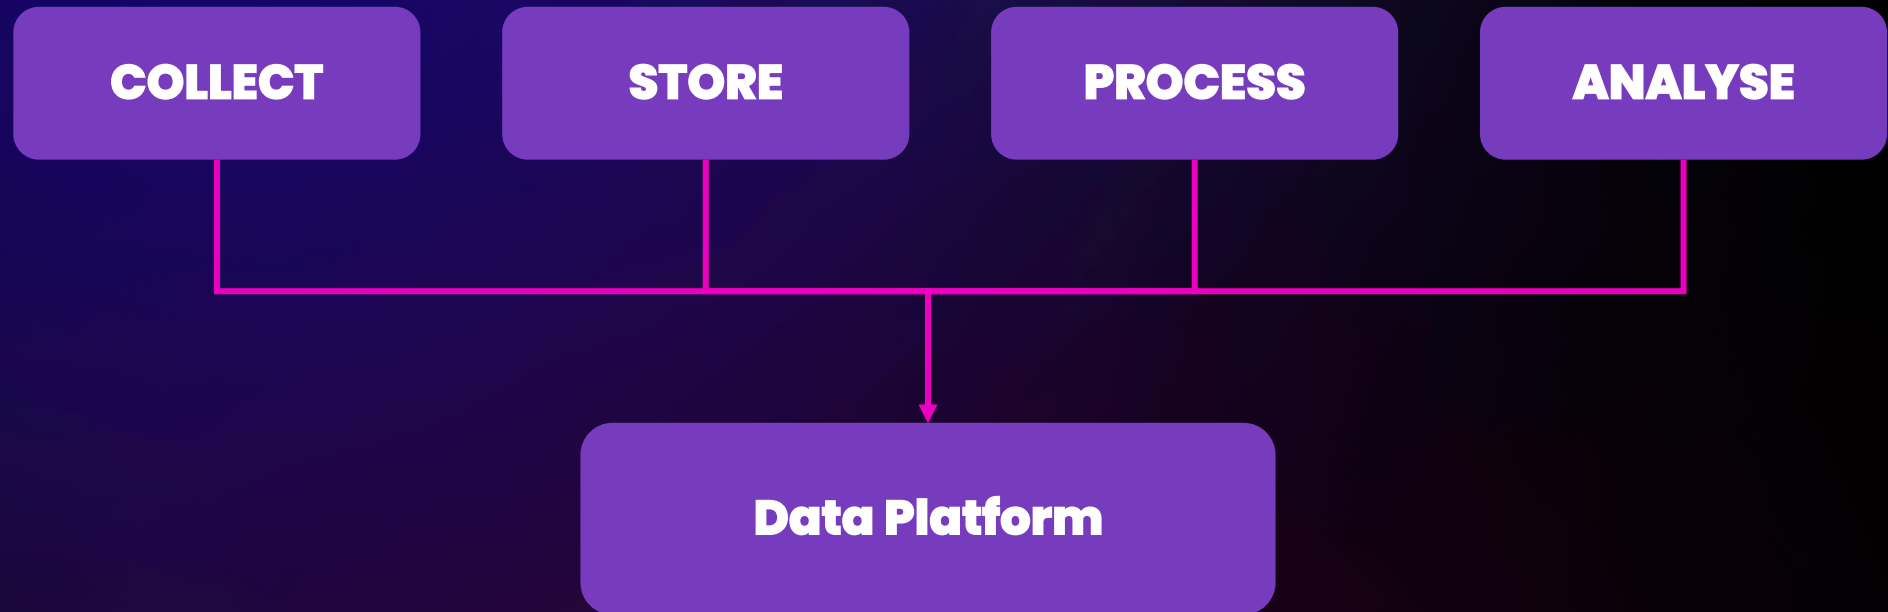 COLLECT
STORE
PROCESS
ANALYSE
Data Platform